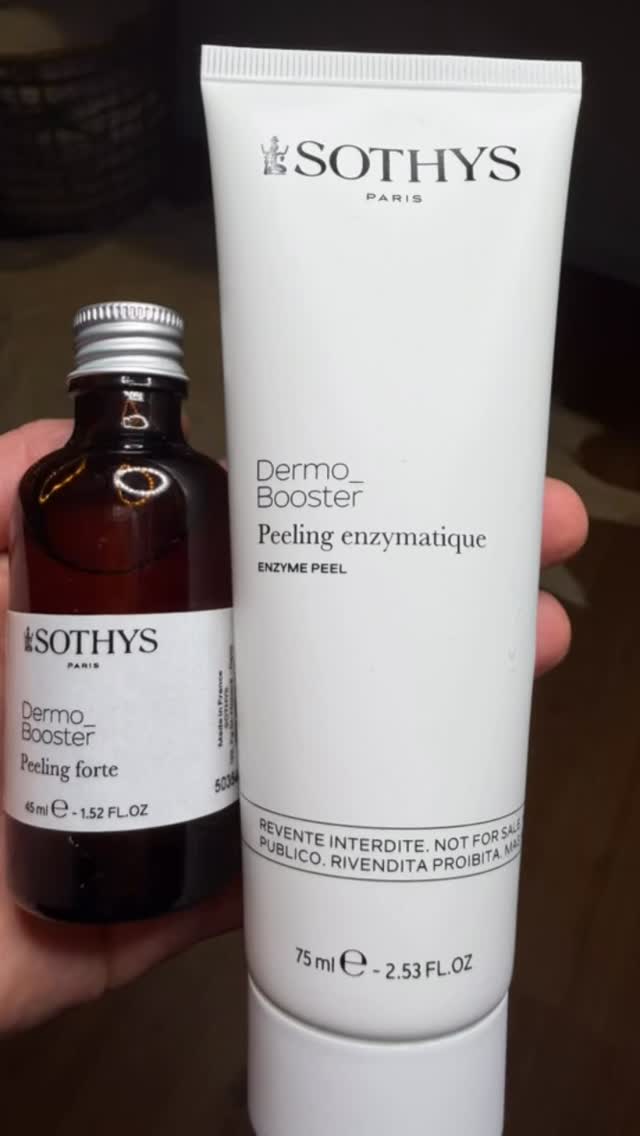 SOTHYS
PARIS
Dermo_
Booster
Peeling enzymatique
ENZYME PEEL
REVENTE INTERDITE. NOT FOR SALE
PUBLICO. RIVENDITA PROIBITA.
75 ml e - 2.53 FL.OZ
SOTHYS
PARIS
Dermo_
Booster
Peeling forte
45 ml e - 1.52 FL.OZ
Made in France
SOTHYS